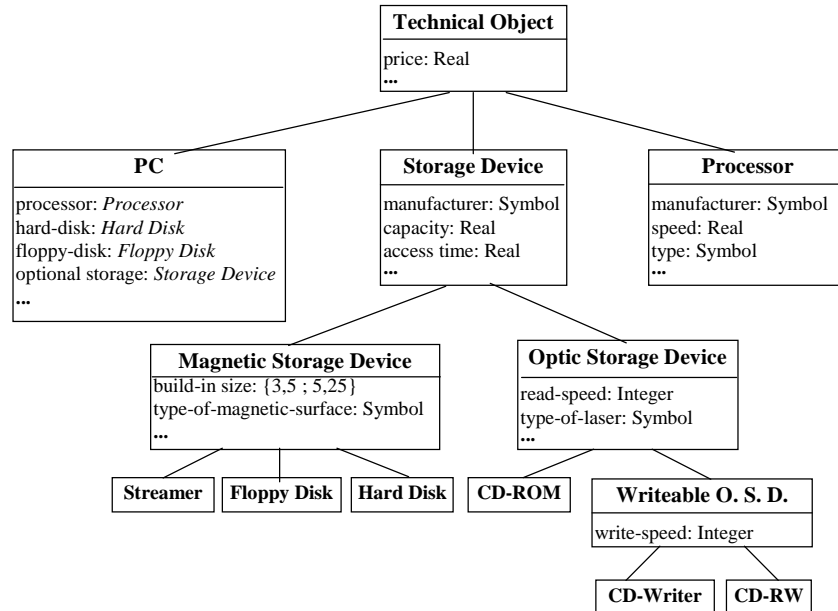 Technical Object
price: Real
...
PC
processor: Processor
hard-disk: Hard Disk
floppy-disk: Floppy Disk
optional storage: Storage Device
...
Storage Device
manufacturer: Symbol
capacity: Real
access time: Real
...
Processor
manufacturer: Symbol
speed: Real
type: Symbol
...
Magnetic Storage Device
build-in size: {3,5 ; 5,25}
type-of-magnetic-surface: Symbol
...
Optic Storage Device
read-speed: Integer
type-of-laser: Symbol
...
Streamer
Floppy Disk
Hard Disk
CD-ROM
Writeable O. S. D.
write-speed: Integer
CD-Writer
CD-RW